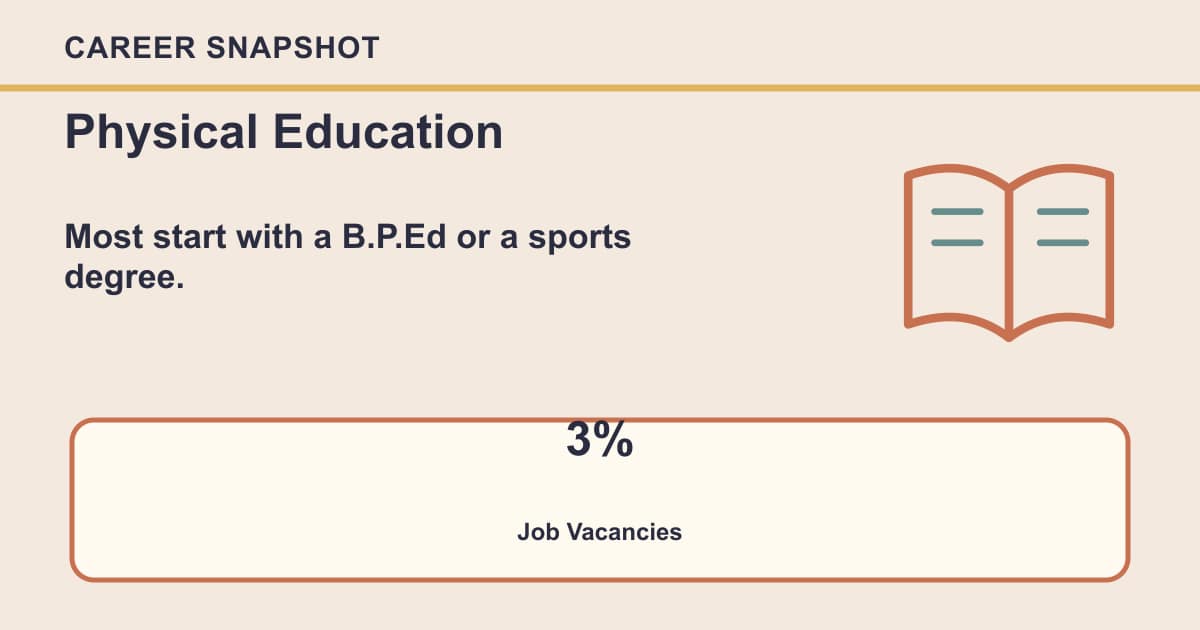 CAREER SNAPSHOT
Physical Education
Most start with a B.P.Ed or a sports
degree.
3%
Job Vacancies